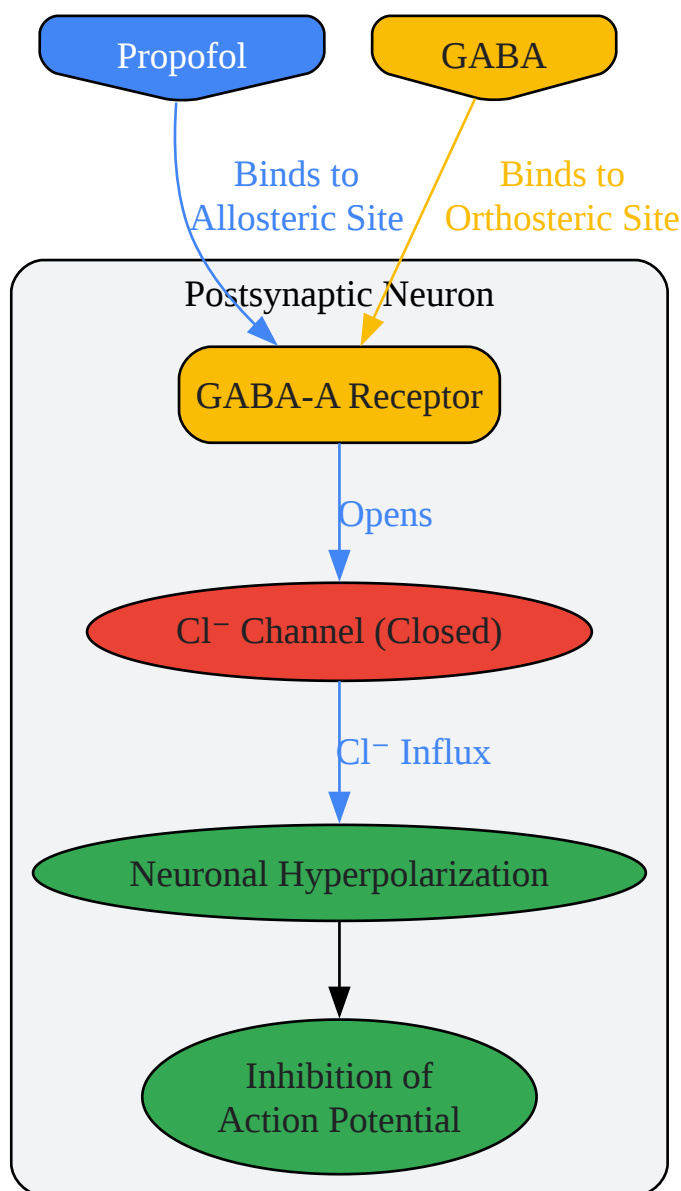 Propofol
GABA
Binds to
Allosteric Site
Binds to
Orthosteric Site
Postsynaptic Neuron
GABA-A Receptor
Opens
Cl⁻ Channel (Closed)
Cl⁻ Influx
Neuronal Hyperpolarization
Inhibition of
Action Potential